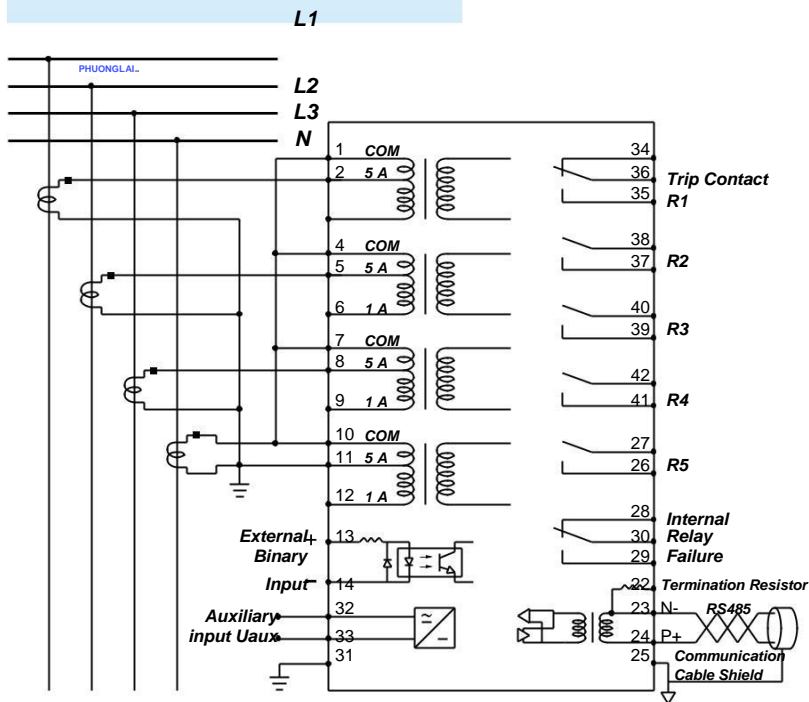 L1
PHUONGLAI..
L2
L3
N
1 COM
2 5 A
4 COM
5 5 A
6 1 A
7 COM
8 5 A
9 1 A
10 COM
11 5 A
12 1 A
External+ 13
Binary
Input- 14
Auxiliary 32
input Uaux 33
31
34
36 Trip Contact
35 R1
38
37 R2
40
39 R3
42
41 R4
27
26 R5
28 Internal
30 Relay
29 Failure
22 Termination Resistor
23 N- RS485
24 P+
25 Communication
Cable Shield